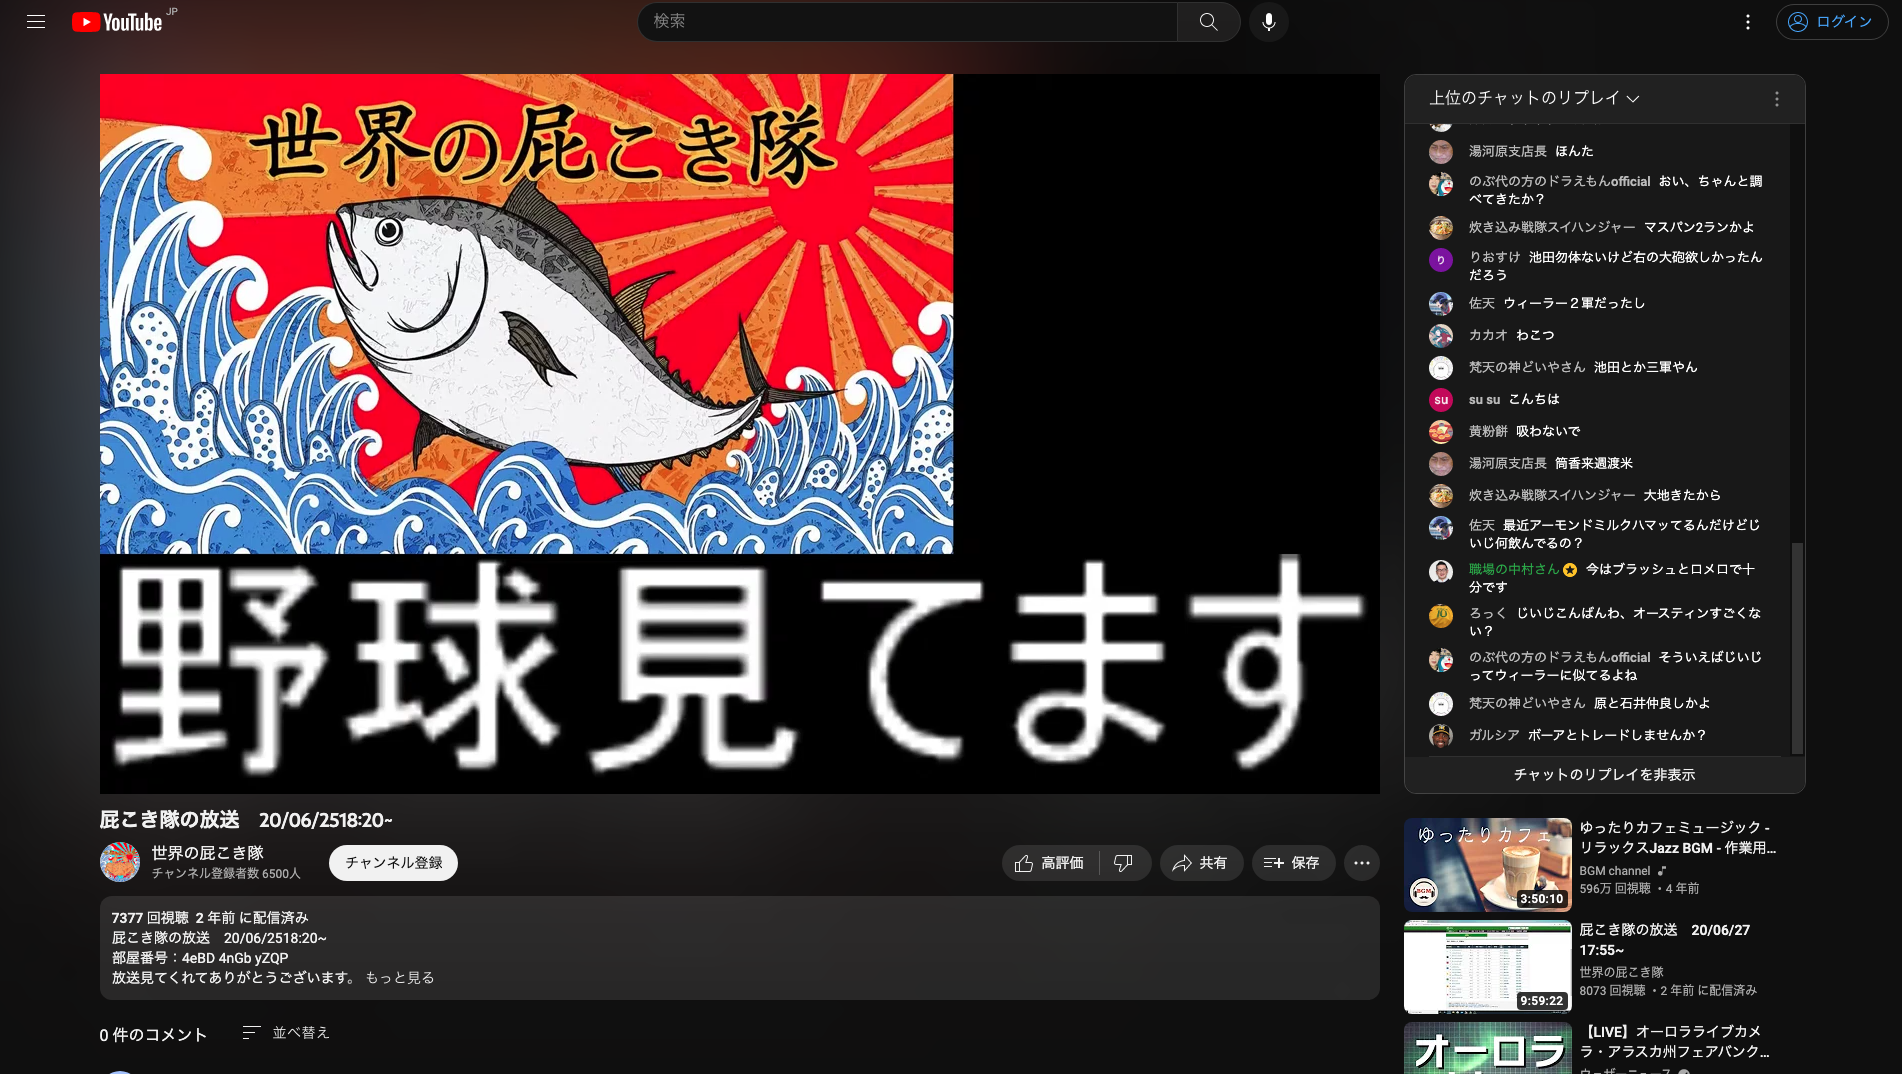 YouTube JP
検索
ログイン
世界の屁こき隊
野球見てます
屁こき隊の放送　20/06/2518:20~
世界の屁こき隊
チャンネル登録者数 6500人
チャンネル登録
高評価
共有
保存
7377 回視聴 2 年前 に配信済み
屁こき隊の放送　20/06/2518:20~
部屋番号：4eBD 4nGb yZQP
放送見てくれてありがとうございます。 もっと見る
0 件のコメント
並べ替え
上位のチャットのリプレイ
湯河原支店長 ほんた
のぶ代の方のドラえもんofficial おい、ちゃんと調
べてきたか？
炊き込み戦隊スイハンジャー マスパン2ランかよ
り
りおすけ 池田勿体ないけど右の大砲欲しかったん
だろう
佐天 ウィーラー２軍だったし
カカオ わこつ
梵天の神どいやさん 池田とか三軍やん
su
su su こんちは
黄粉餅 吸わないで
湯河原支店長 筒香来週渡米
炊き込み戦隊スイハンジャー 大地きたから
佐天 最近アーモンドミルクハマッてるんだけどじ
いじ何飲んでるの？
職場の中村さん 今はブラッシュとロメロで十
分です
ろっく じいじこんばんわ、オースティンすごくな
い？
のぶ代の方のドラえもんofficial そういえばじいじ
ってウィーラーに似てるよね
梵天の神どいやさん 原と石井仲良しかよ
ガルシア ボーアとトレードしませんか？
チャットのリプレイを非表示
ゆったりカフェ
BGM
3:50:10
ゆったりカフェミュージック -
リラックスJazz BGM - 作業用...
BGM channel
596万 回視聴 ・4 年前
9:59:22
屁こき隊の放送　20/06/27
17:55~
世界の屁こき隊
8073 回視聴 ・2 年前 に配信済み
オーロラ
【LIVE】オーロラライブカメ
ラ・アラスカ州フェアバンク...